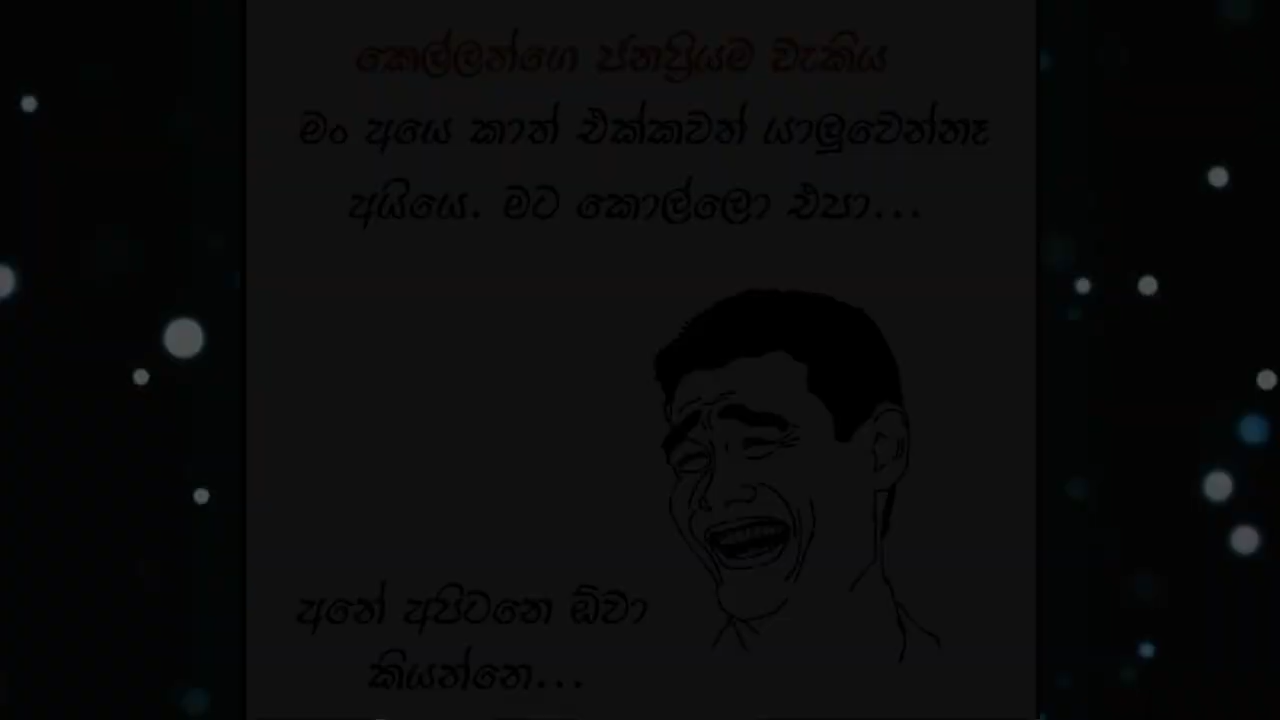 කෙල්ලන්ගෙ ජනප්‍රියම වැකිය
මං අයෙ කාත් එක්කවත් යාලුවෙන්නෑ
අයියෙ. මට කොල්ලො එපා...
අනේ අපිටනෙ ඕවා
කියන්නෙ...